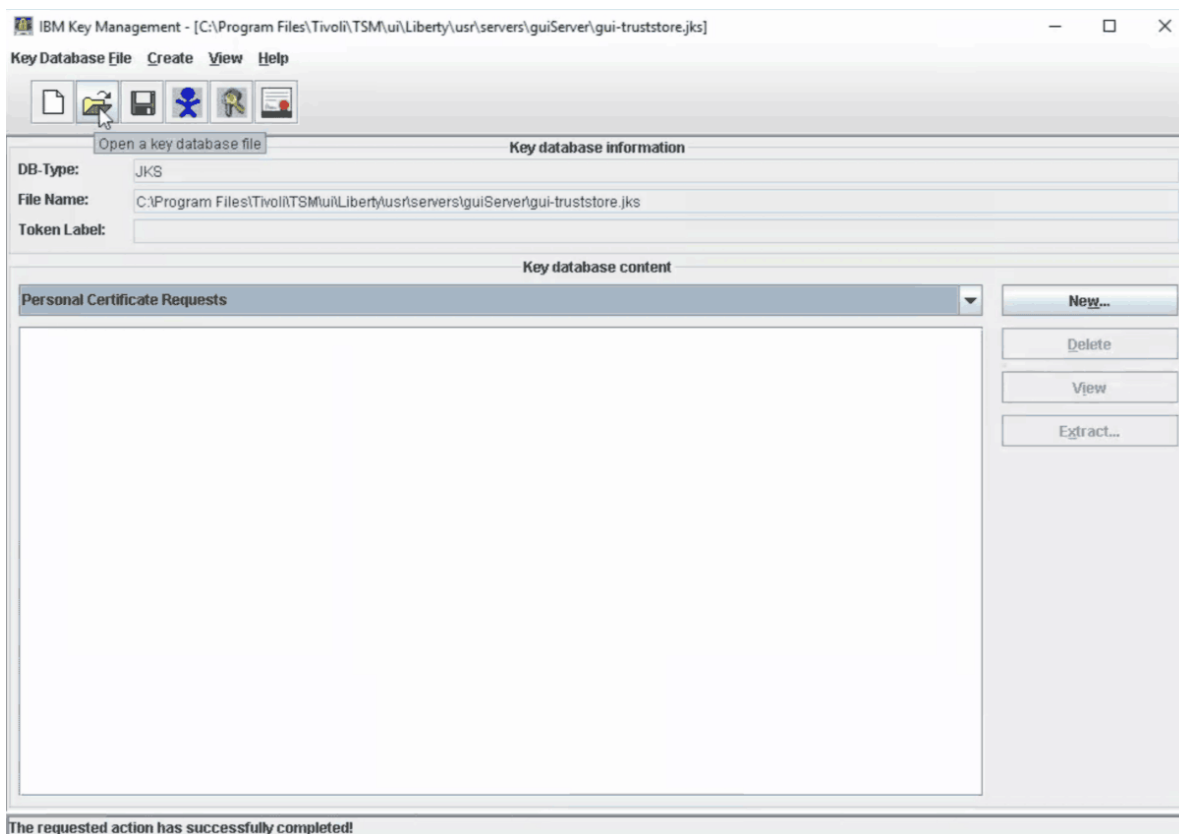 IBM Key Management - [C:\Program Files\Tivoli\TSM\ui\Liberty\usr\servers\guiServer\gui-truststore.jks]
Key Database File Create View Help
Open a key database file
Key database information
DB-Type: JKS
File Name: C:\Program Files\Tivoli\TSM\ui\Liberty\usr\servers\guiServer\gui-truststore.jks
Token Label:
Key database content
Personal Certificate Requests
New...
Delete
View
Extract...
The requested action has successfully completed!